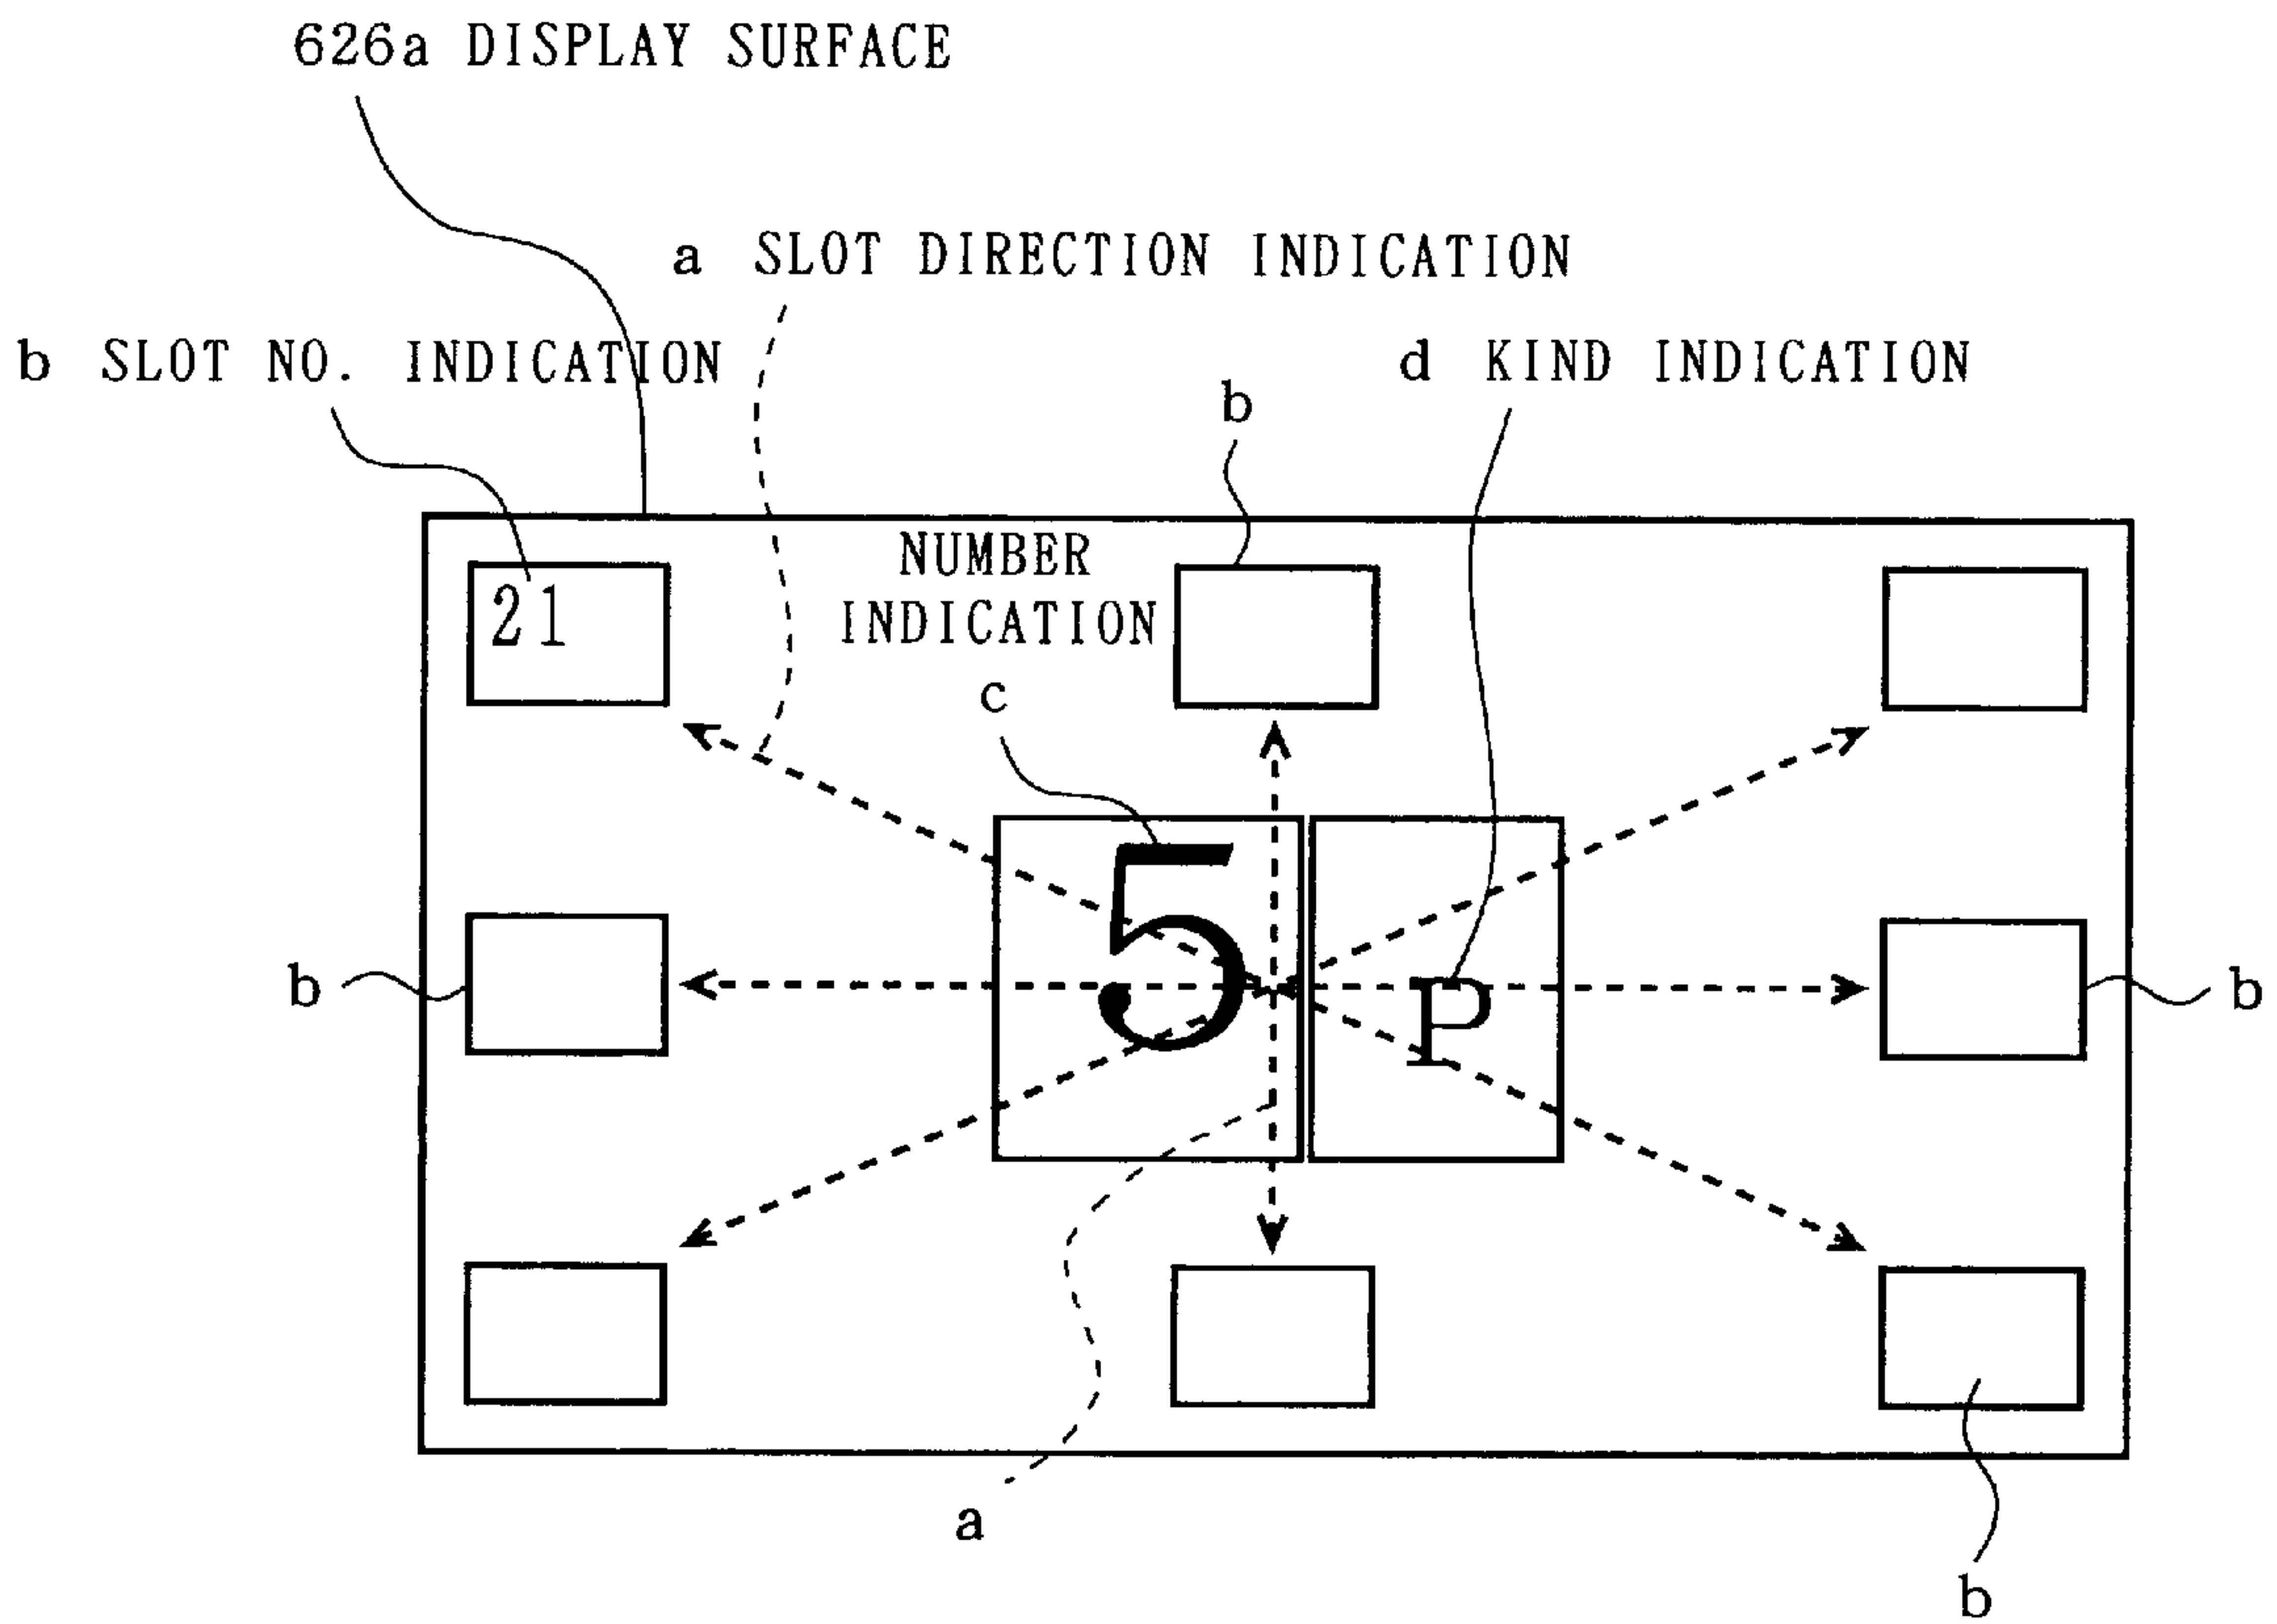 626a DISPLAY SURFACE
a SLOT DIRECTION INDICATION
b SLOT NO. INDICATION
d KIND INDICATION
b
NUMBER
INDICATION
21
c
5
P
b
b
a
b